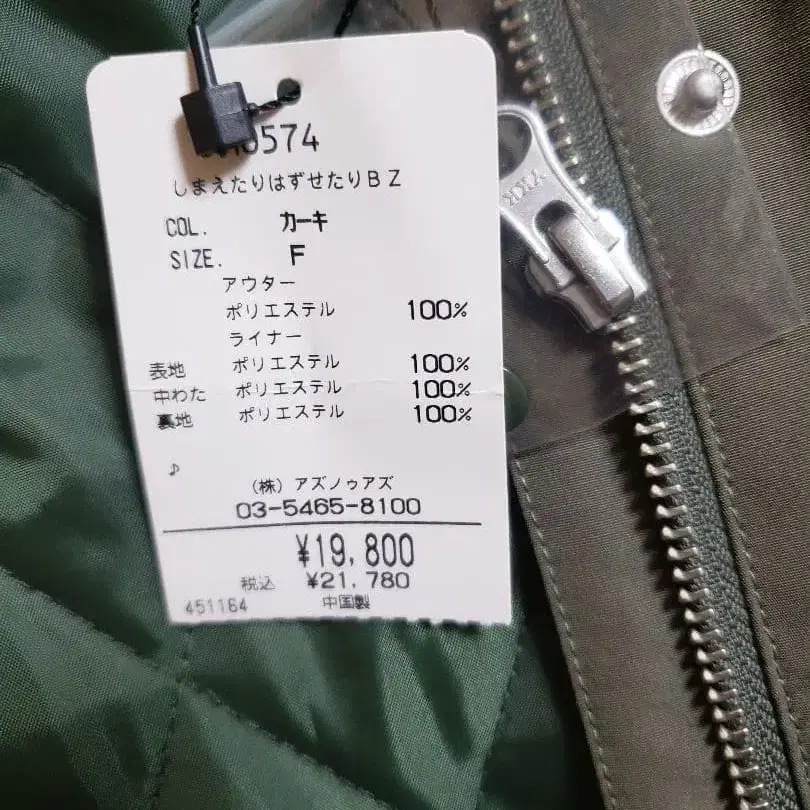 0574
しまえたりはずせたりＢＺ
COL. カーキ
SIZE. F
アウター
ポリエステル 100%
ライナー
表地 ポリエステル 100%
中わた ポリエステル 100%
裏地 ポリエステル 100%
♪
(株) アズノゥアズ
03-5465-8100
¥19,800
税込 ¥21,780
451164 中国製
YKK